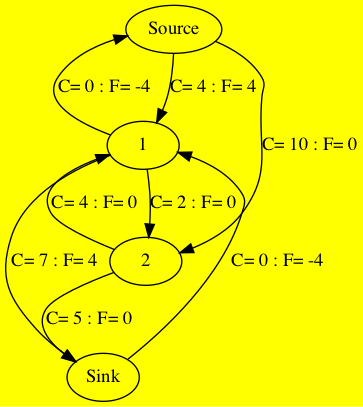 Source
C= 0 : F= -4
C= 4 : F= 4
C= 10 : F= 0
1
C= 4 : F= 0
C= 2 : F= 0
C= 7 : F= 4
2
C= 0 : F= -4
C= 5 : F= 0
Sink